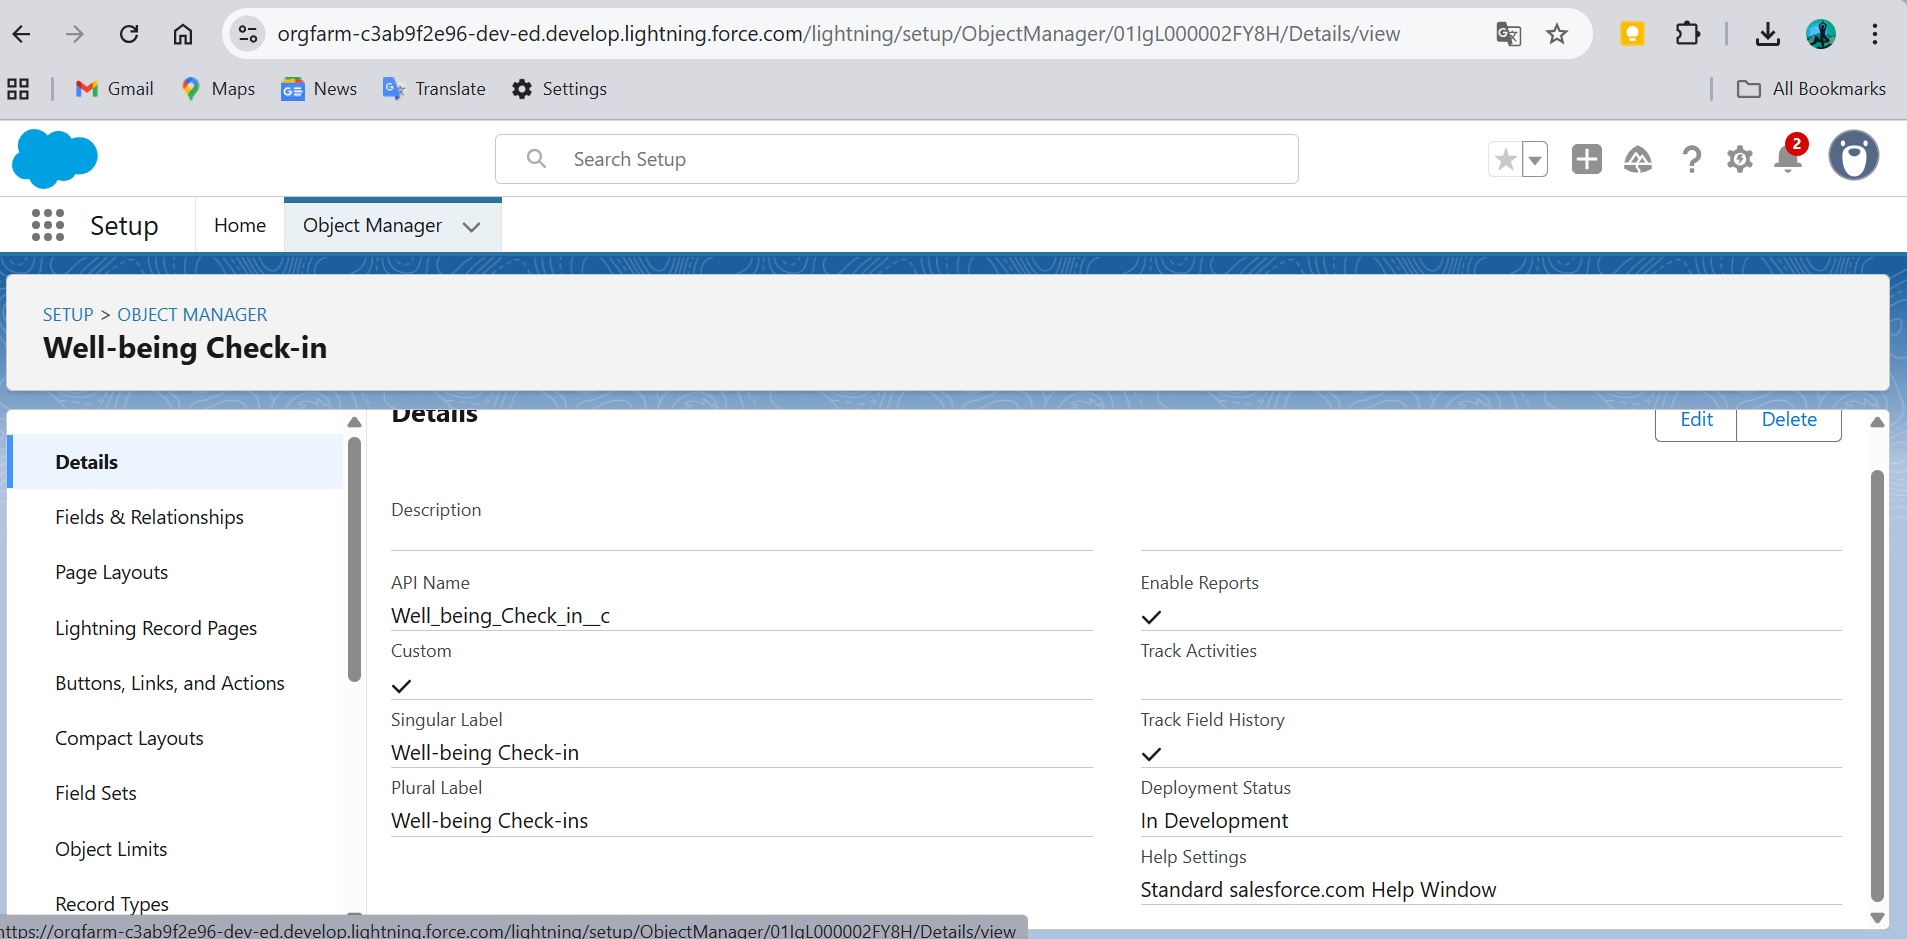 orgfarm-c3ab9f2e96-dev-ed.develop.lightning.force.com/lightning/setup/ObjectManager/01IgL000002FY8H/Details/view
Gmail Maps News Translate Settings All Bookmarks
Search Setup 2
Setup Home Object Manager
SETUP > OBJECT MANAGER
Well-being Check-in
Details
Edit Delete
Details
Fields & Relationships
Page Layouts
Lightning Record Pages
Buttons, Links, and Actions
Compact Layouts
Field Sets
Object Limits
Record Types
Description
API Name
Well_being_Check_in__c
Custom
Singular Label
Well-being Check-in
Plural Label
Well-being Check-ins
Enable Reports
Track Activities
Track Field History
Deployment Status
In Development
Help Settings
Standard salesforce.com Help Window
https://orgfarm-c3ab9f2e96-dev-ed.develop.lightning.force.com/lightning/setup/ObjectManager/01IgL000002FY8H/Details/view